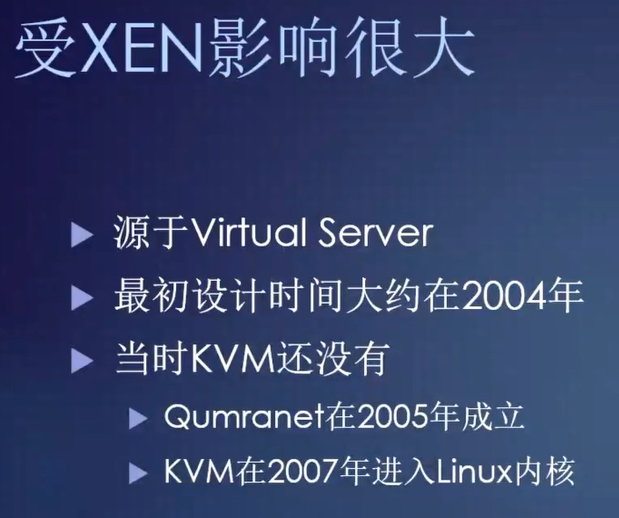 受XEN影响很大
源于Virtual Server
最初设计时间大约在2004年
当时KVM还没有
Qumranet在2005年成立
KVM在2007年进入Linux内核